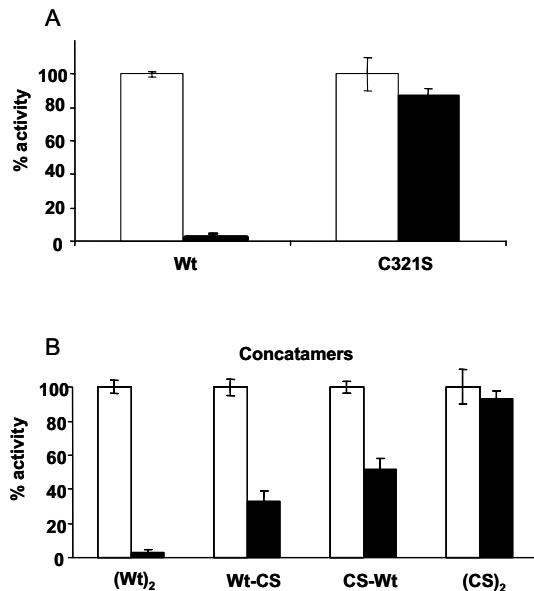 A
100
80
60
40
20
0
% activity
Wt C321S
B
Concatamers
100
80
60
40
20
0
% activity
(Wt)₂ Wt-CS CS-Wt (CS)₂